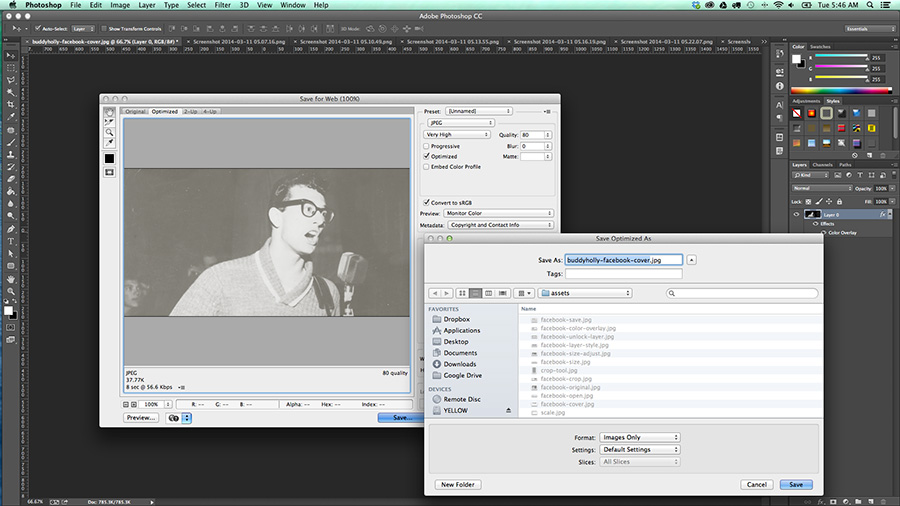 Photoshop File Edit Image Layer Type Select Filter 3D View Window Help Tue 5:46 AM
Adobe Photoshop CC
Auto-Select: Layer Show Transform Controls 3D Mode: Essentials
buddyholly-facebook-cover.jpg @ 66.7% (Layer 0, RGB/8*) Screenshot 2014-03-11 05.10.49.png Screenshot 2014-03-11 05.07.16.png Screenshot 2014-03-11 05.13.55.png Screenshot 2014-03-11 05.16.19.png Screenshot 2014-03-11 05.22.07.png Screensh
Color Swatches
R
G
B
Adjustments Styles
Layers Channels Paths
Kind
Normal Opacity: 100%
Lock: Fill: 100%
Layer 0 fx
Effects
Color Overlay
Save for Web (100%)
Original Optimized 2-Up 4-Up
Preset: [Unnamed]
JPEG
Very High Quality: 80
Progressive Blur: 0
Optimized Matte:
Embed Color Profile
Convert to sRGB
Preview: Monitor Color
Metadata: Copyright and Contact Info
JPEG 80 quality
37.77K
8 sec @ 56.6 Kbps
100% R: -- G: -- B: -- Alpha: -- Hex: -- Index: --
Preview... Save...
Save Optimized As
Save As: buddyholly-facebook-cover.jpg
Tags:
assets
FAVORITES
Dropbox
Applications
Desktop
Documents
Downloads
Google Drive
DEVICES
Remote Disc
YELLOW
Name
facebook-save.jpg
facebook-color-overlay.jpg
facebook-unlock-layer.jpg
facebook-layer-style.jpg
facebook-size-adjust.jpg
facebook-size.jpg
crop-tool.jpg
facebook-crop.jpg
facebook-original.jpg
facebook-open.jpg
facebook-cover.jpg
scale.jpg
Format: Images Only
Settings: Default Settings
Slices: All Slices
New Folder Cancel Save
66.67% Doc: 785.5K/785.5K